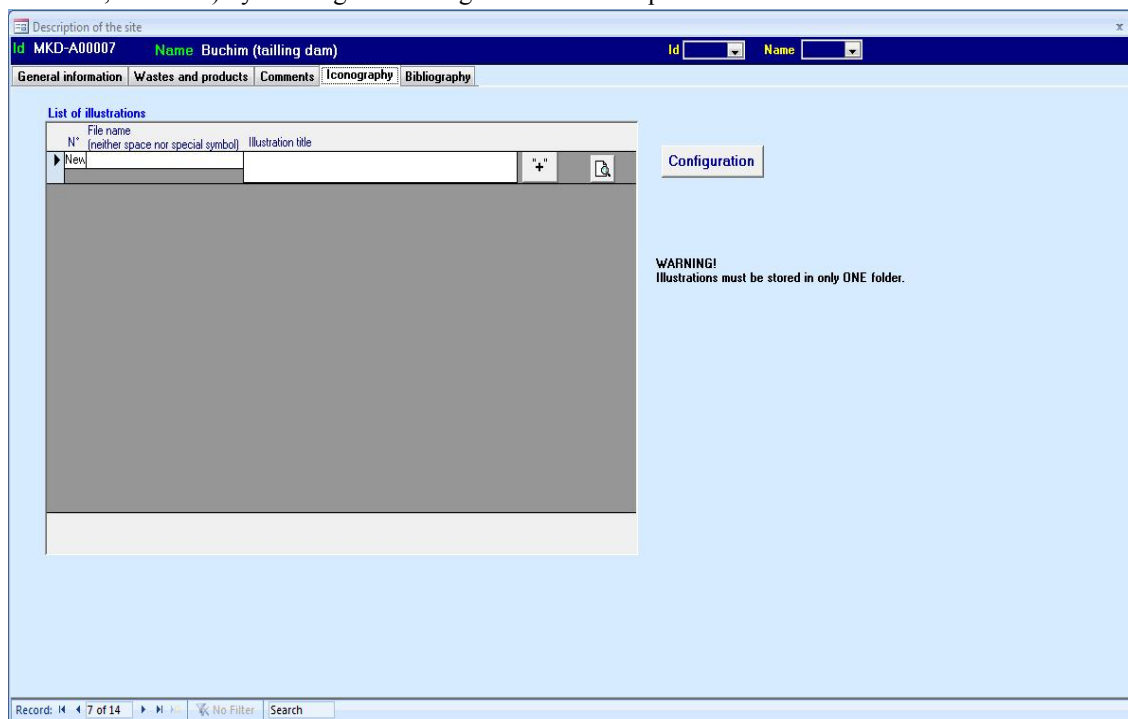 Description of the site x
Id MKD-A00007 Name Buchim (tailling dam) Id Name
General information Wastes and products Comments Iconography Bibliography
List of illustrations
File name
N° (neither space nor special symbol) Illustration title
New "+"
Configuration
WARNING!
Illustrations must be stored in only ONE folder.
Record: 7 of 14 No Filter Search